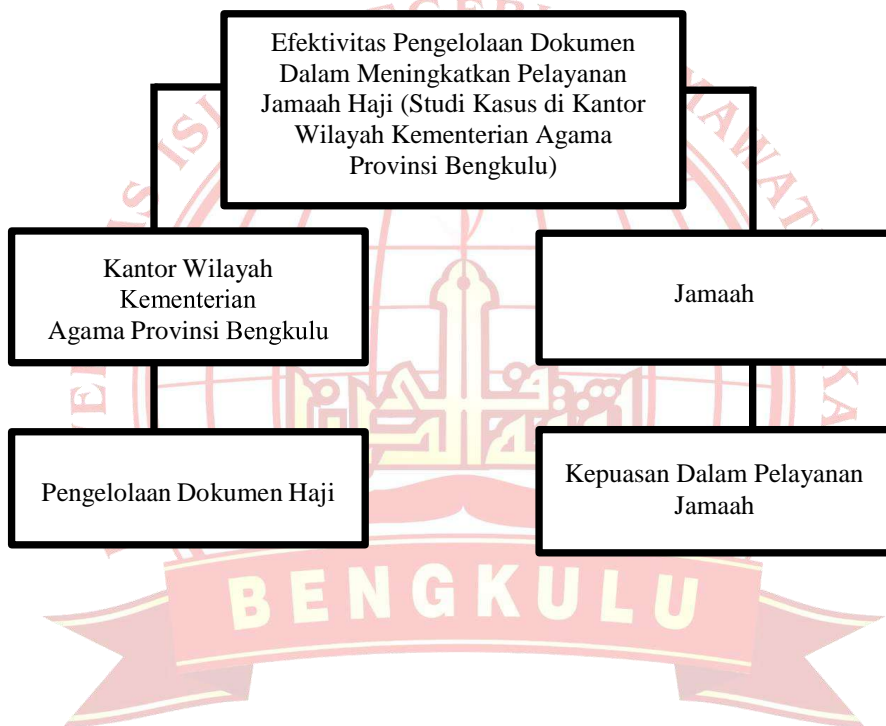 Efektivitas Pengelolaan Dokumen
Dalam Meningkatkan Pelayanan
Jamaah Haji (Studi Kasus di Kantor
Wilayah Kementerian Agama
Provinsi Bengkulu)
Kantor Wilayah
Kementerian
Agama Provinsi Bengkulu
Jamaah
Pengelolaan Dokumen Haji
Kepuasan Dalam Pelayanan
Jamaah
BENGKULU